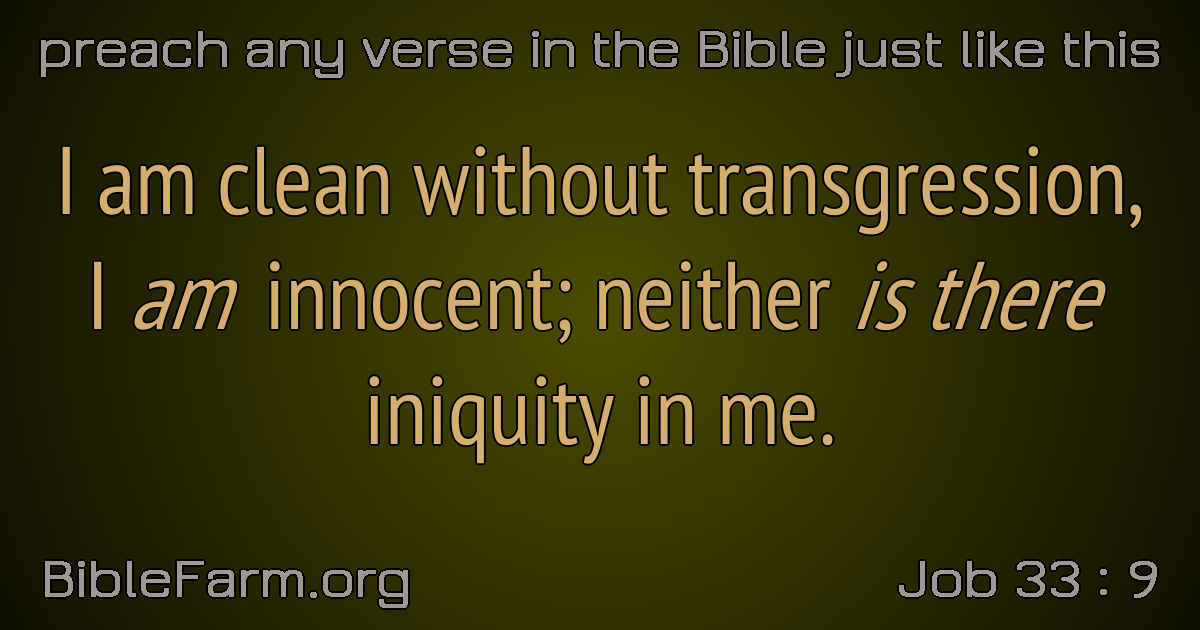 preach any verse in the Bible just like this
I am clean without transgression,
I am innocent; neither is there
iniquity in me.
BibleFarm.org
Job 33 : 9